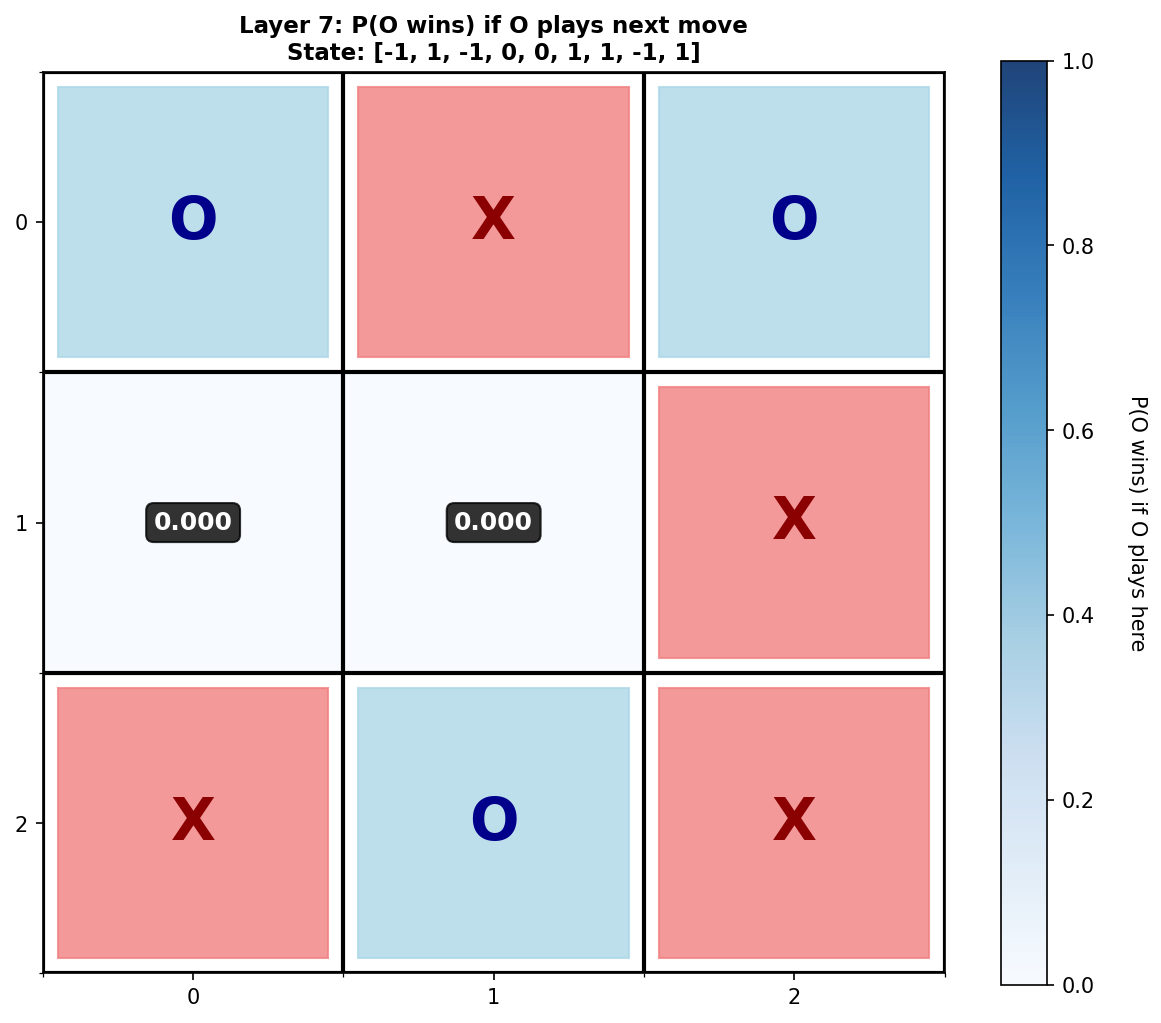 Layer 7: P(O wins) if O plays next move
State: [-1, 1, -1, 0, 0, 1, 1, -1, 1]
O X O
0.000 0.000 X
X O X
0
1
2
0 1 2
1.0
0.8
0.6
0.4
0.2
0.0
P(O wins) if O plays here